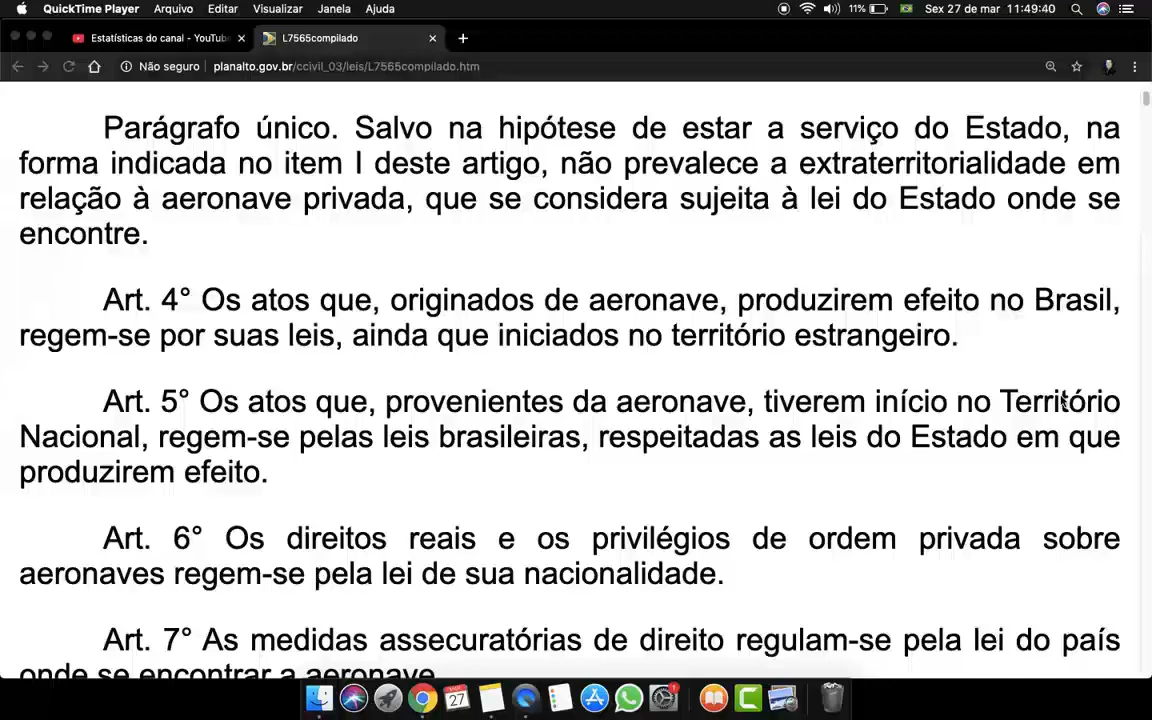 QuickTime Player Arquivo Editar Visualizar Janela Ajuda 11% Sex 27 de mar 11:49:40
Estatísticas do canal - YouTub L7565compilado
Não seguro planalto.gov.br/ccivil_03/leis/L7565compilado.htm
Parágrafo único. Salvo na hipótese de estar a serviço do Estado, na
forma indicada no item I deste artigo, não prevalece a extraterritorialidade em
relação à aeronave privada, que se considera sujeita à lei do Estado onde se
encontre.
Art. 4° Os atos que, originados de aeronave, produzirem efeito no Brasil,
regem-se por suas leis, ainda que iniciados no território estrangeiro.
Art. 5° Os atos que, provenientes da aeronave, tiverem início no Território
Nacional, regem-se pelas leis brasileiras, respeitadas as leis do Estado em que
produzirem efeito.
Art. 6° Os direitos reais e os privilégios de ordem privada sobre
aeronaves regem-se pela lei de sua nacionalidade.
Art. 7° As medidas assecuratórias de direito regulam-se pela lei do país
onde se encontrar a aeronave
27 1